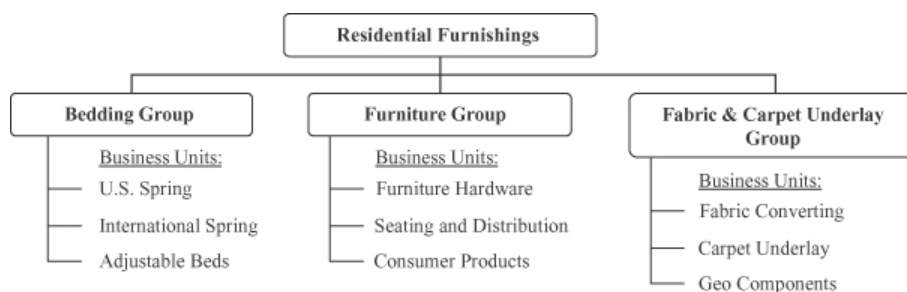 Residential Furnishings
Bedding Group
Business Units:
U.S. Spring
International Spring
Adjustable Beds
Furniture Group
Business Units:
Furniture Hardware
Seating and Distribution
Consumer Products
Fabric & Carpet Underlay
Group
Business Units:
Fabric Converting
Carpet Underlay
Geo Components